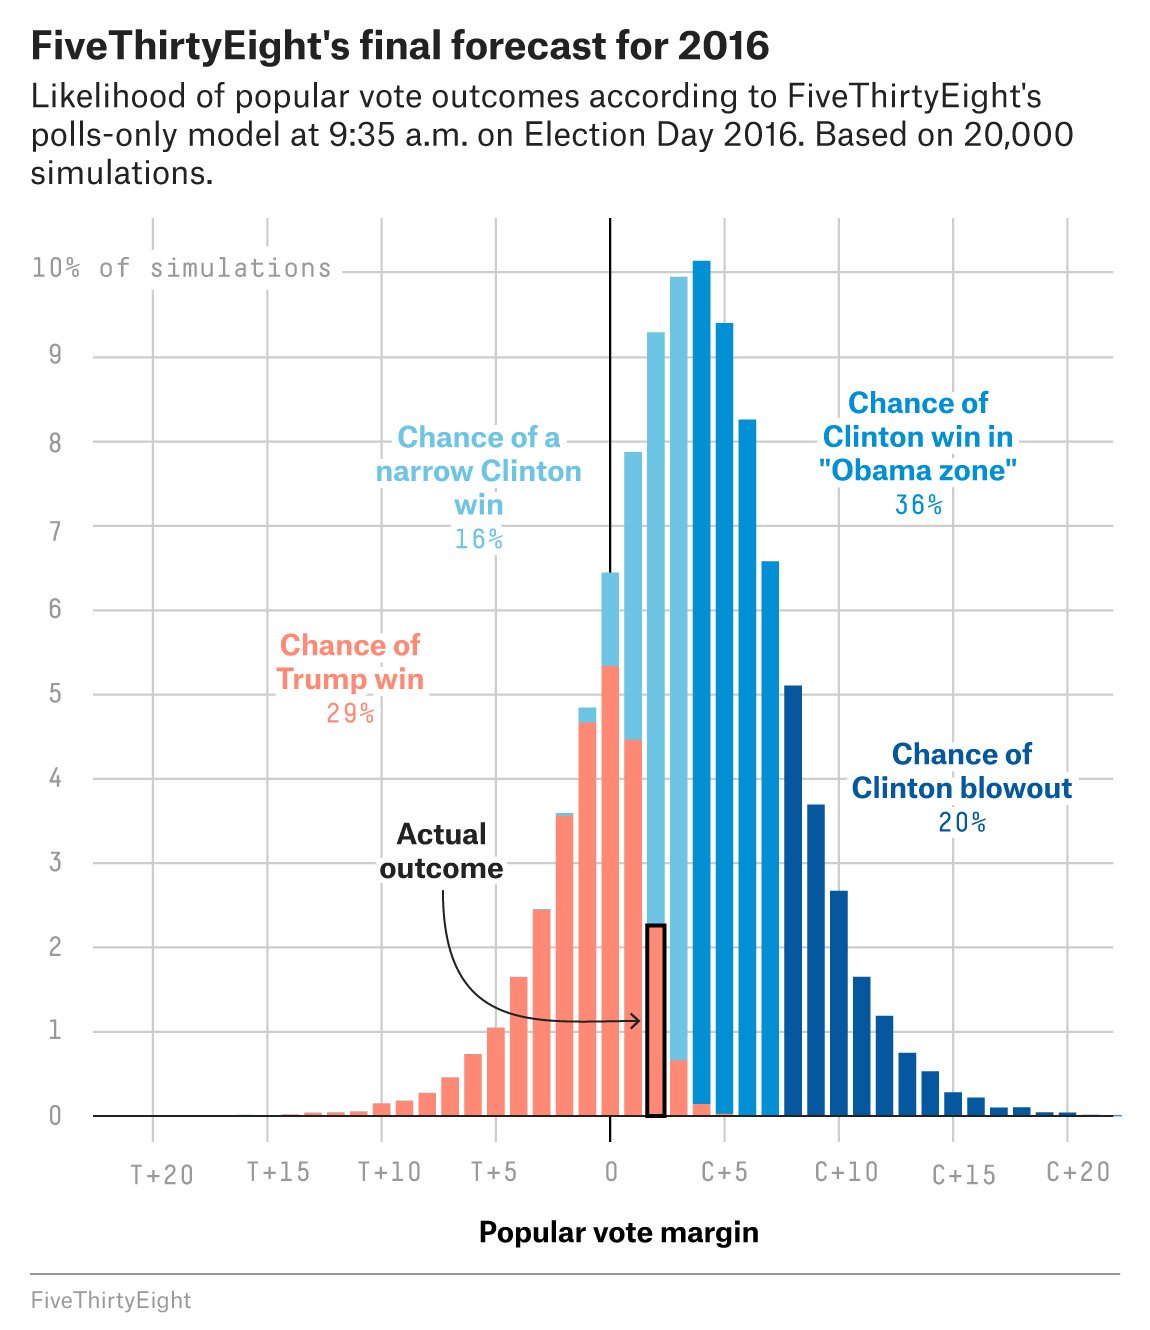 FiveThirtyEight's final forecast for 2016
Likelihood of popular vote outcomes according to FiveThirtyEight's
polls-only model at 9:35 a.m. on Election Day 2016. Based on 20,000
simulations.
10% of simulations
9
8
7
6
5
4
3
2
1
0
Chance of a
narrow Clinton
win
16%
Chance of
Clinton win in
"Obama zone"
36%
Chance of
Trump win
29%
Chance of
Clinton blowout
20%
Actual
outcome
T+20 T+15 T+10 T+5 0 C+5 C+10 C+15 C+20
Popular vote margin
FiveThirtyEight